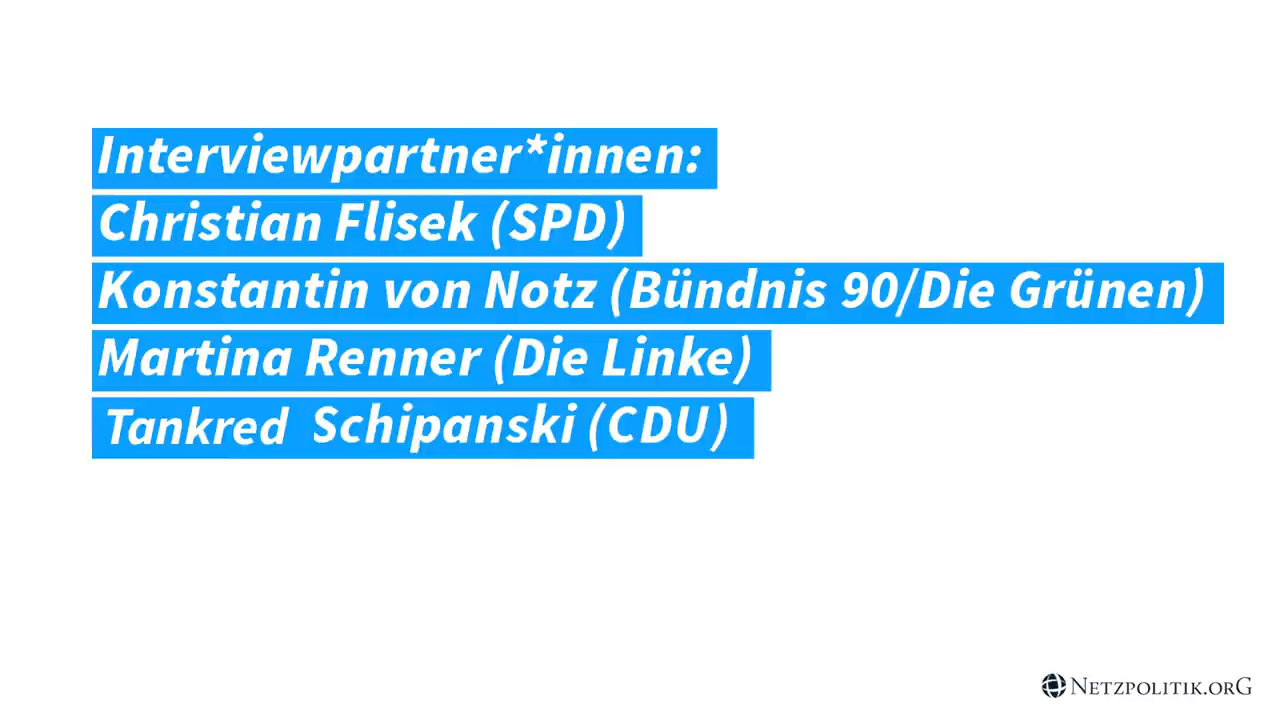 Interviewpartner*innen:
Christian Flisek (SPD)
Konstantin von Notz (Bündnis 90/Die Grünen)
Martina Renner (Die Linke)
Tankred Schipanski (CDU)
NETZPOLITIK.ORG